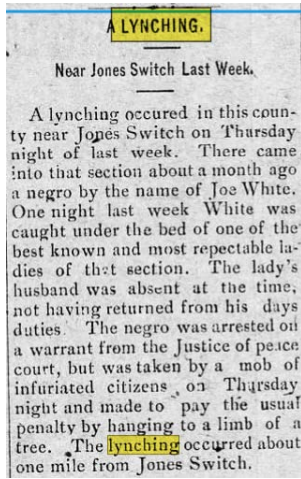 A LYNCHING.
Near Jones Switch Last Week.
A lynching occured in this coun-
ty near Jones Switch on Thursday
night of last week. There came
into that section about a month ago
a negro by the name of Joe White.
One night last week White was
caught under the bed of one of the
best known and most repectable la-
dies of that section. The lady's
husband was absent at the time,
not having returned from his days
duties. The negro was arrested on
a warrant from the Justice of peace
court, but was taken by a mob of
infuriated citizens on Thursday
night and made to pay the usual
penalty by hanging to a limb of a
tree. The lynching occurred about
one mile from Jones Switch.